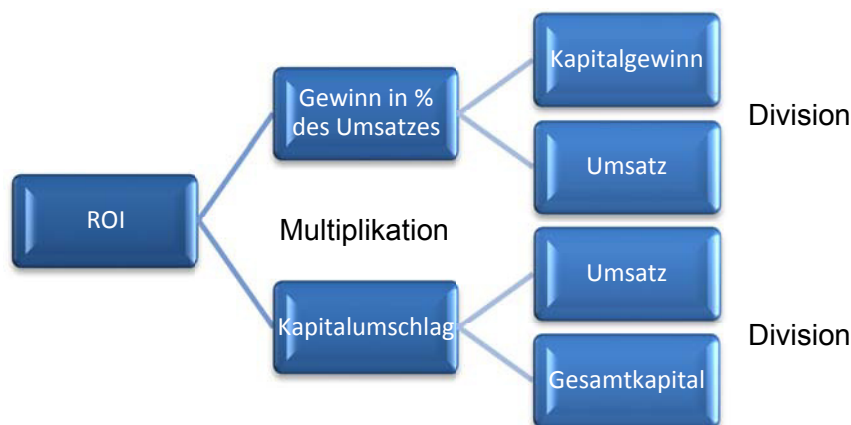 Kapitalgewinn
Gewinn in %
des Umsatzes
Division
Umsatz
ROI
Multiplikation
Umsatz
Kapitalumschlag
Division
Gesamtkapital